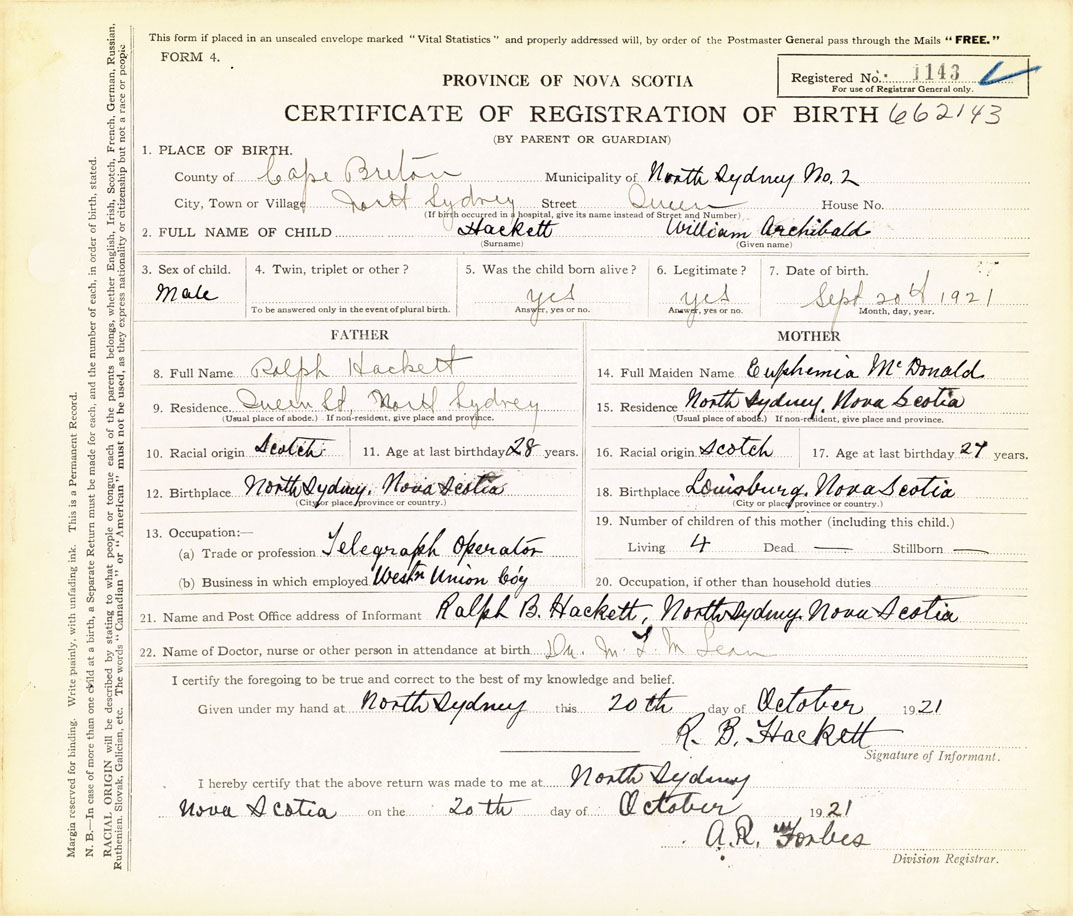 This form if placed in an unsealed envelope marked "Vital Statistics" and properly addressed will, by order of the Postmaster General pass through the Mails "FREE."
FORM 4.
Registered No. 1143
For use of Registrar General only.
PROVINCE OF NOVA SCOTIA
CERTIFICATE OF REGISTRATION OF BIRTH 662143
(BY PARENT OR GUARDIAN)
1. PLACE OF BIRTH.
County of Cape Breton Municipality of North Sydney No. 2
City, Town or Village North Sydney Street Queen House No.
(If birth occurred in a hospital, give its name instead of Street and Number)
2. FULL NAME OF CHILD Hackett William Archibald
(Surname) (Given name)
3. Sex of child. 4. Twin, triplet or other? 5. Was the child born alive? 6. Legitimate? 7. Date of birth.
Male yes yes Sept 20th 1921
To be answered only in the event of plural birth. Answer, yes or no. Answer, yes or no. Month, day, year.
FATHER MOTHER
8. Full Name Ralph Hackett 14. Full Maiden Name Euphemia McDonald
9. Residence Queen St, North Sydney 15. Residence North Sydney, Nova Scotia
(Usual place of abode.) If non-resident, give place and province. (Usual place of abode.) If non-resident, give place and province.
10. Racial origin Scotch 11. Age at last birthday 28 years. 16. Racial origin Scotch 17. Age at last birthday 27 years.
12. Birthplace North Sydney, Nova Scotia 18. Birthplace Louisburg, Nova Scotia
(City or place, province or country.) (City or place, province or country.)
13. Occupation:— 19. Number of children of this mother (including this child.)
(a) Trade or profession Telegraph Operator Living 4 Dead — Stillborn —
(b) Business in which employed Westn Union Coy 20. Occupation, if other than household duties
21. Name and Post Office address of Informant Ralph B. Hackett, North Sydney, Nova Scotia
22. Name of Doctor, nurse or other person in attendance at birth Dr. M. T. McLean
I certify the foregoing to be true and correct to the best of my knowledge and belief.
Given under my hand at North Sydney this 20th day of October 1921
R. B. Hackett
Signature of Informant.
I hereby certify that the above return was made to me at North Sydney
Nova Scotia on the 20th day of October 1921
A. R. Forbes
Division Registrar.
Margin reserved for binding. Write plainly, with unfading ink. This is a Permanent Record.
N. B.—In case of more than one child at a birth, a Separate Return must be made for each, and the number of each, in order of birth, stated.
RACIAL ORIGIN will be described by stating to what people or tongue each of the parents belongs, whether English, Irish, Scotch, French, German, Russian,
Ruthenian, Slovak, Galician, etc. The words "Canadian" or "American" must not be used, as they express nationality or citizenship but not a race or people